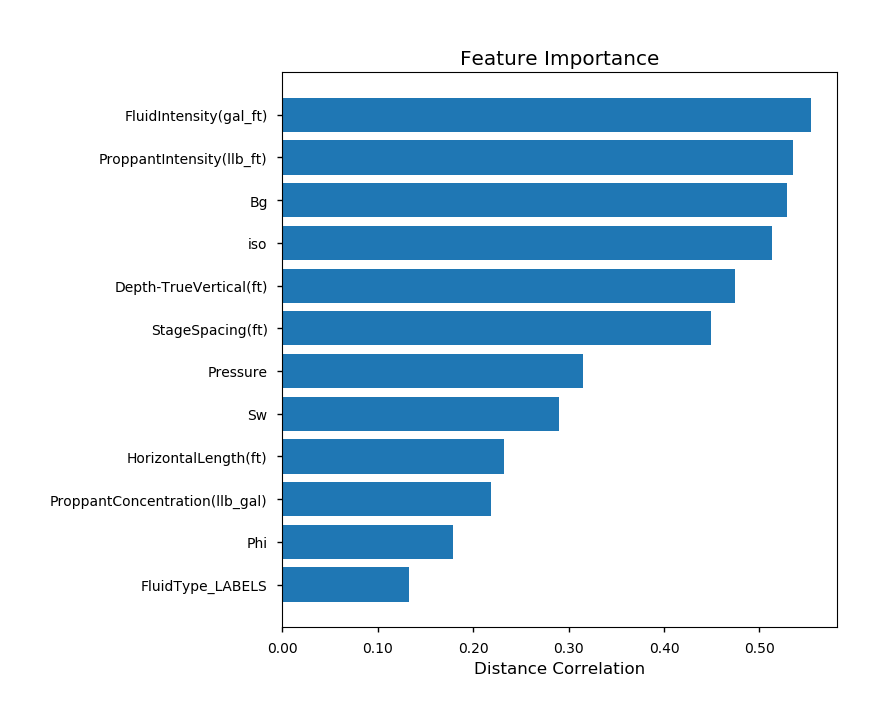 Feature Importance
FluidIntensity(gal_ft)
ProppantIntensity(llb_ft)
Bg
iso
Depth-TrueVertical(ft)
StageSpacing(ft)
Pressure
Sw
HorizontalLength(ft)
ProppantConcentration(llb_gal)
Phi
FluidType_LABELS
0.00 0.10 0.20 0.30 0.40 0.50
Distance Correlation